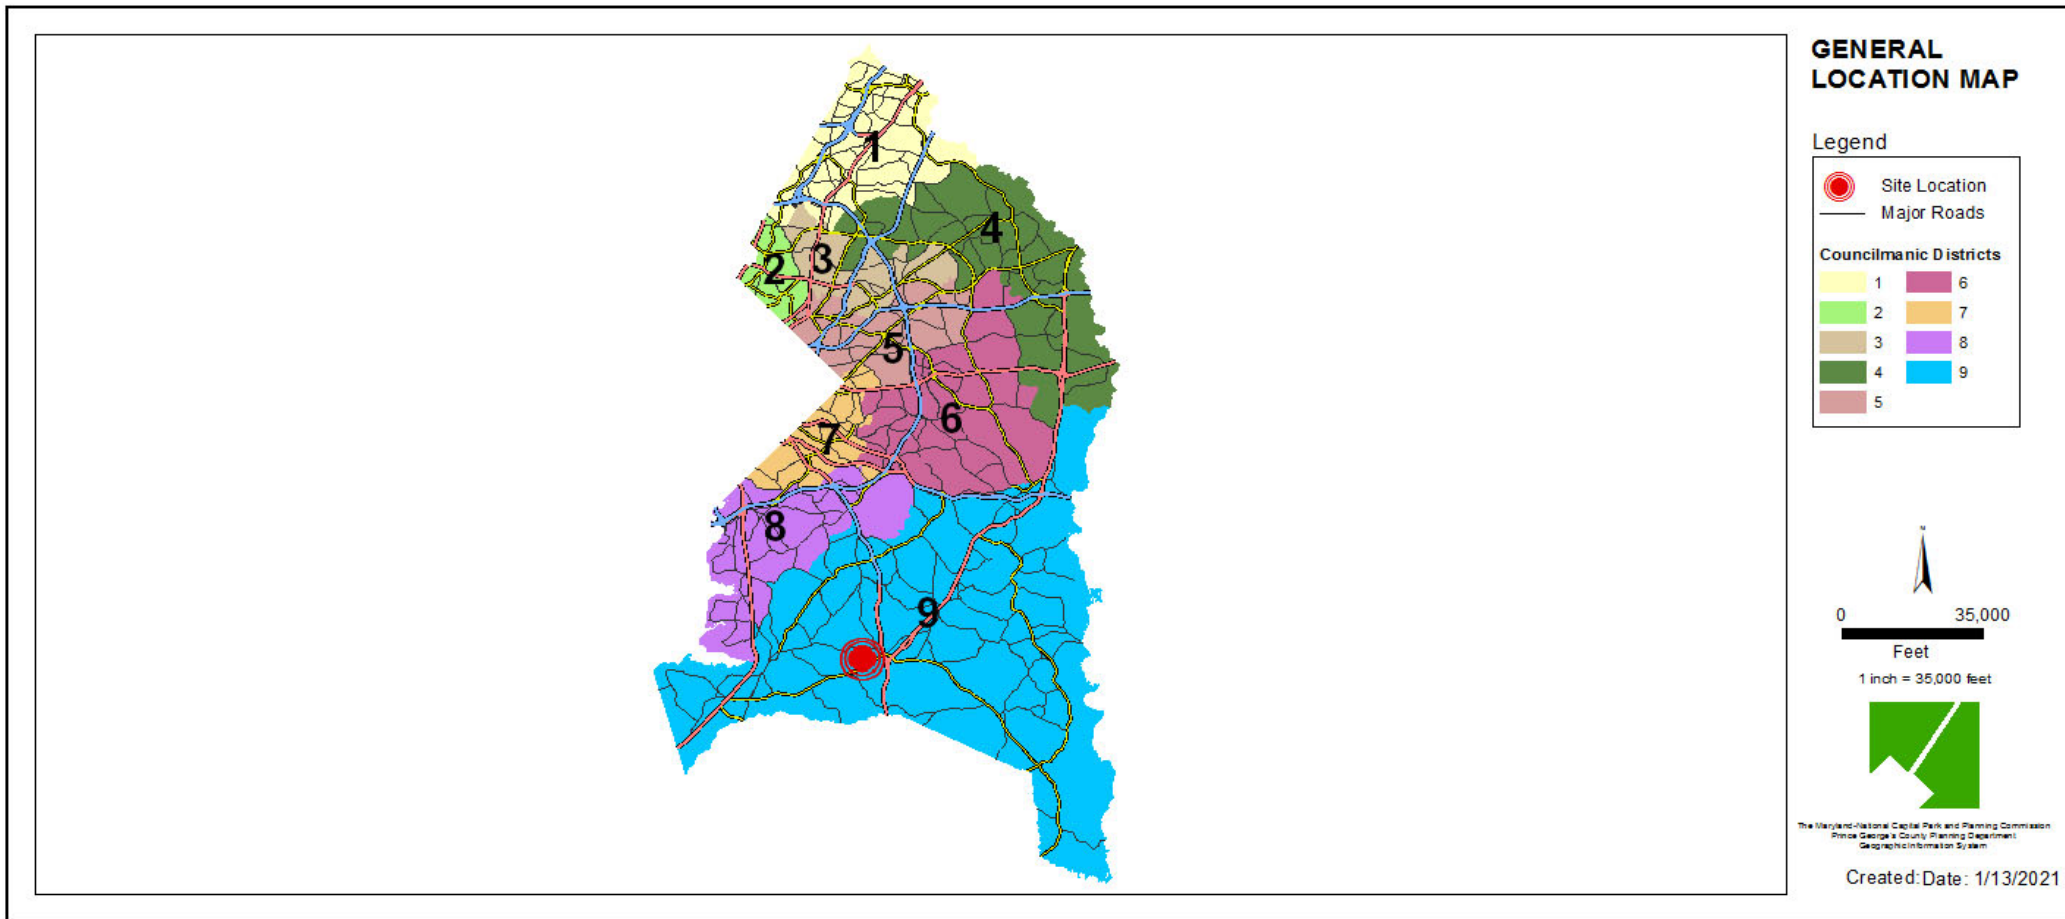 GENERAL
LOCATION MAP
Legend
Site Location
Major Roads
Councilmanic Districts
1 6
2 7
3 8
4 9
5
1
4
3
2
5
6
7
8
9
N
0 35,000
Feet
1 inch = 35,000 feet
The Maryland-National Capital Park and Planning Commission
Prince George's County Planning Department
Geographic Information System
Created:Date: 1/13/2021